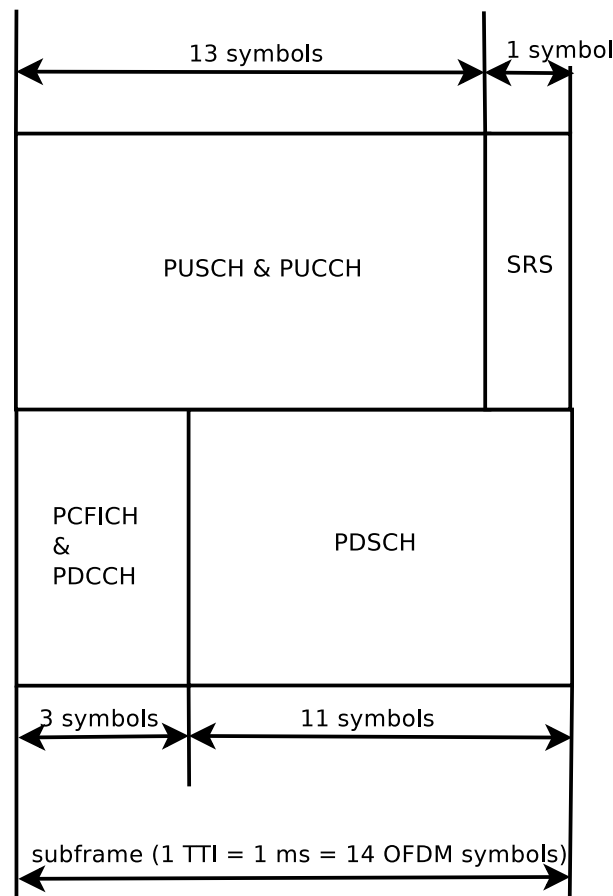 13 symbols
1 symbol
PUSCH & PUCCH
SRS
PCFICH
&
PDCCH
PDSCH
3 symbols
11 symbols
subframe (1 TTI = 1 ms = 14 OFDM symbols)